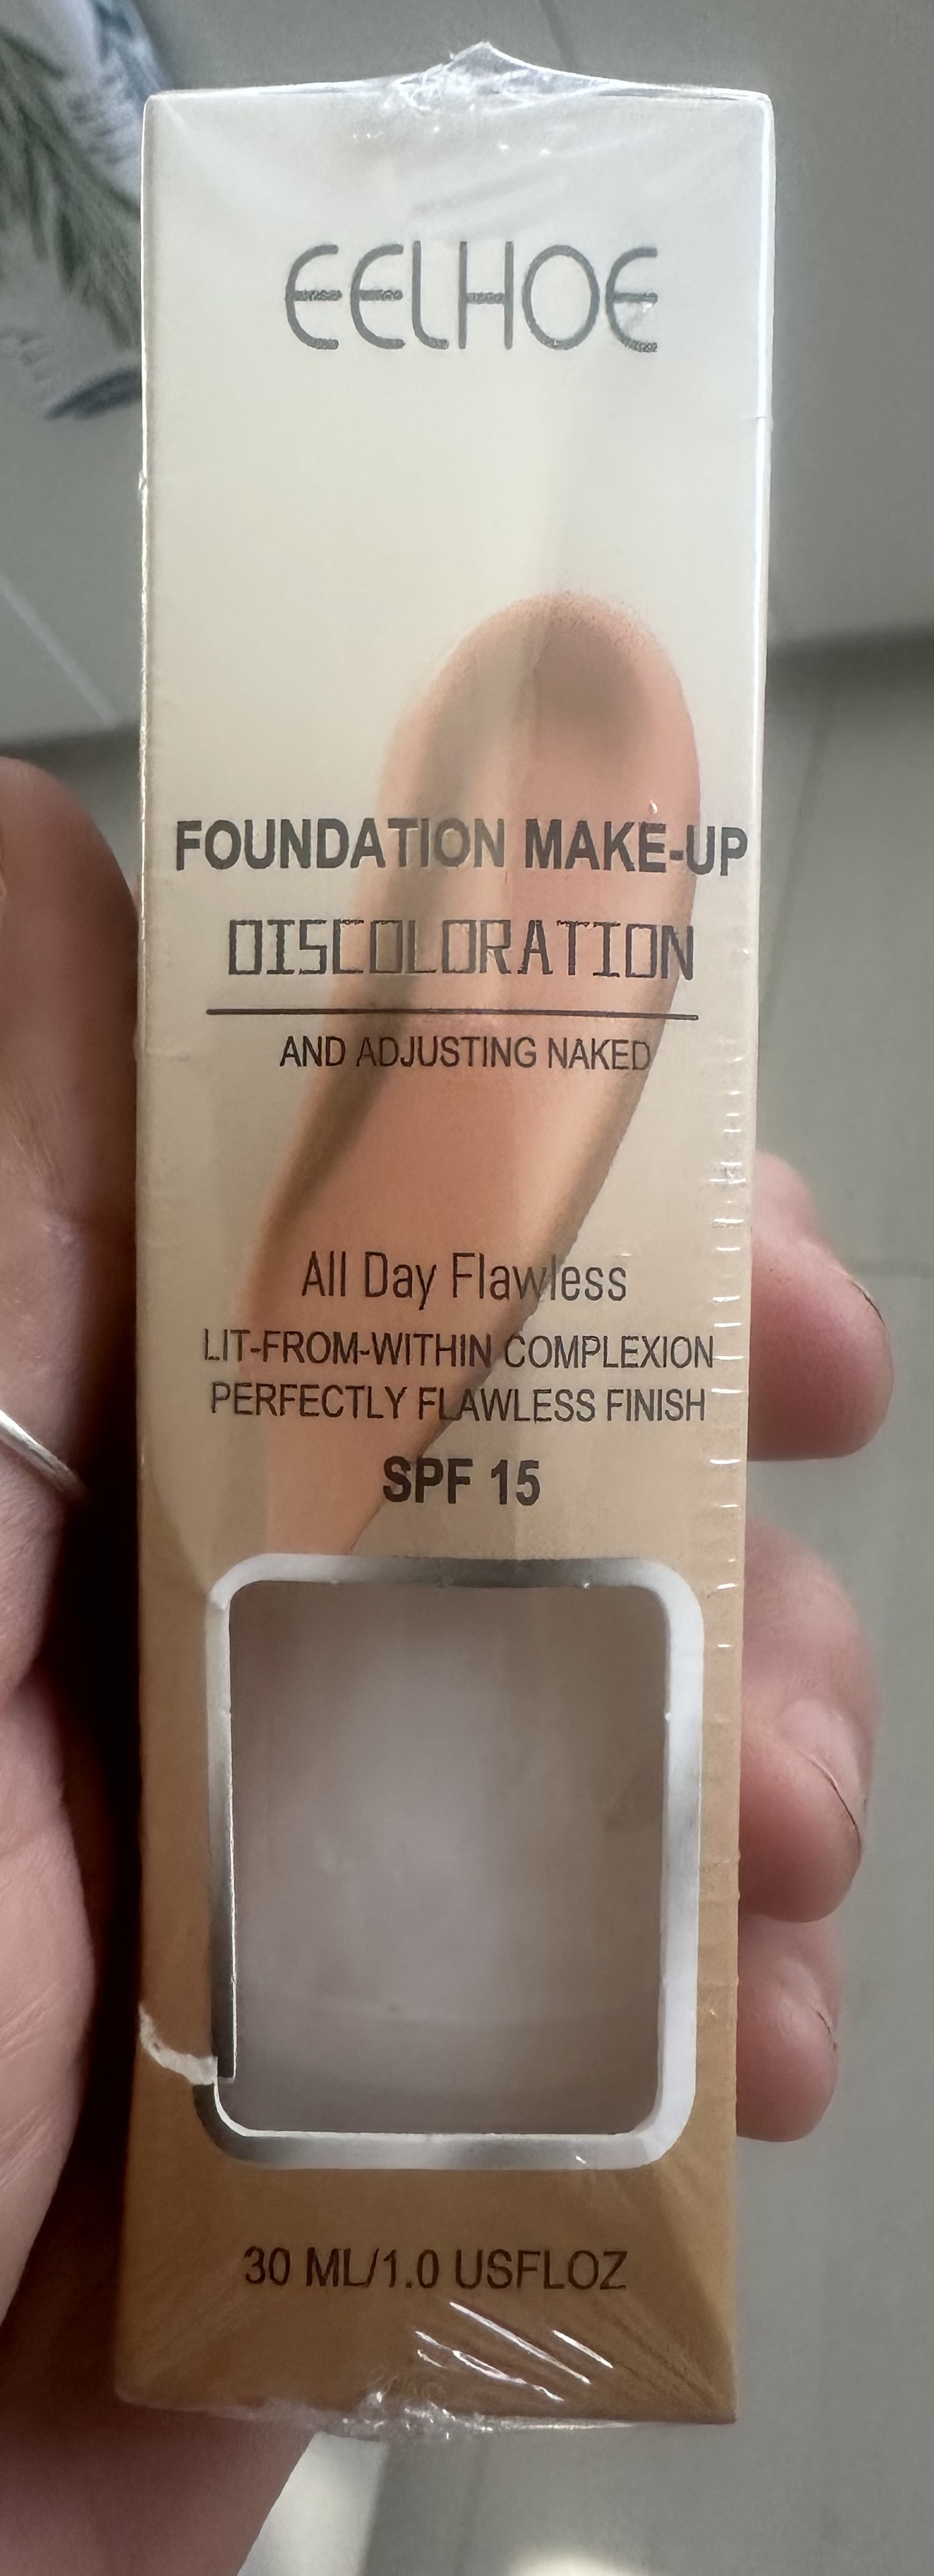 EELHOE
FOUNDATION MAKE-UP
DISCOLORATION
AND ADJUSTING NAKED
All Day Flawless
LIT-FROM-WITHIN COMPLEXION
PERFECTLY FLAWLESS FINISH
SPF 15
30 ML/1.0 USFLOZ